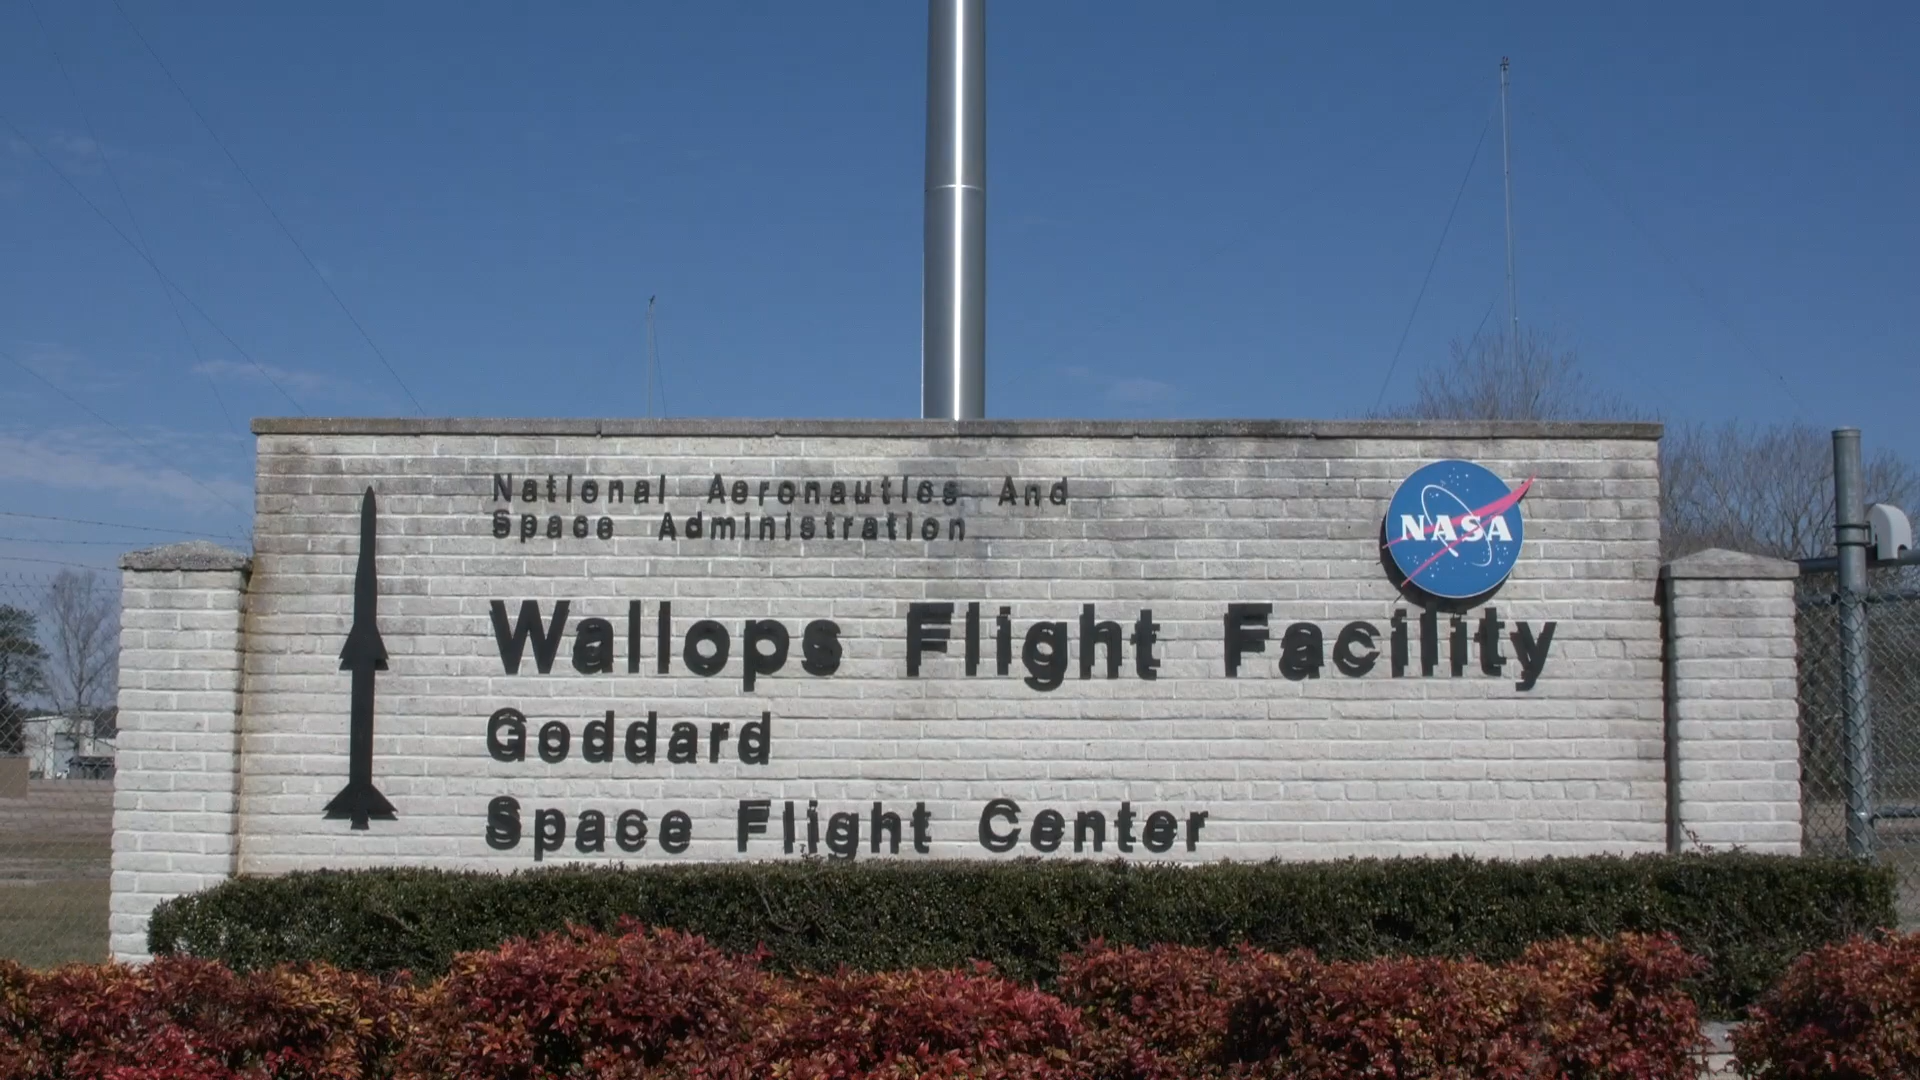 National Aeronautics And
Space Administration
NASA
Wallops Flight Facility
Goddard
Space Flight Center